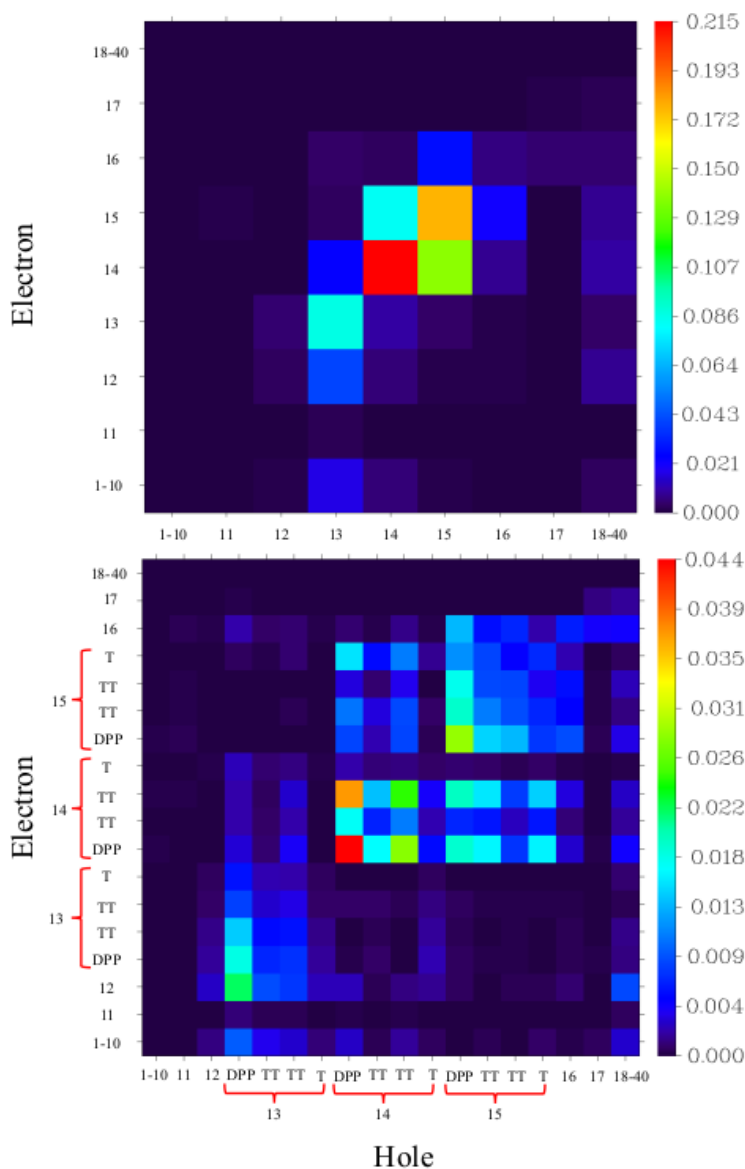 18-40
17
16
15
14
13
12
11
1-10
Electron
1-10 11 12 13 14 15 16 17 18-40
0.215
0.193
0.172
0.150
0.129
0.107
0.086
0.064
0.043
0.021
0.000
18-40
17
16
T
TT
TT
DPP
15
T
TT
TT
DPP
14
T
TT
TT
DPP
13
12
11
1-10
Electron
1-10 11 12 DPP TT TT T DPP TT TT T DPP TT TT T 16 17 18-40
13 14 15
Hole
0.044
0.039
0.035
0.031
0.026
0.022
0.018
0.013
0.009
0.004
0.000